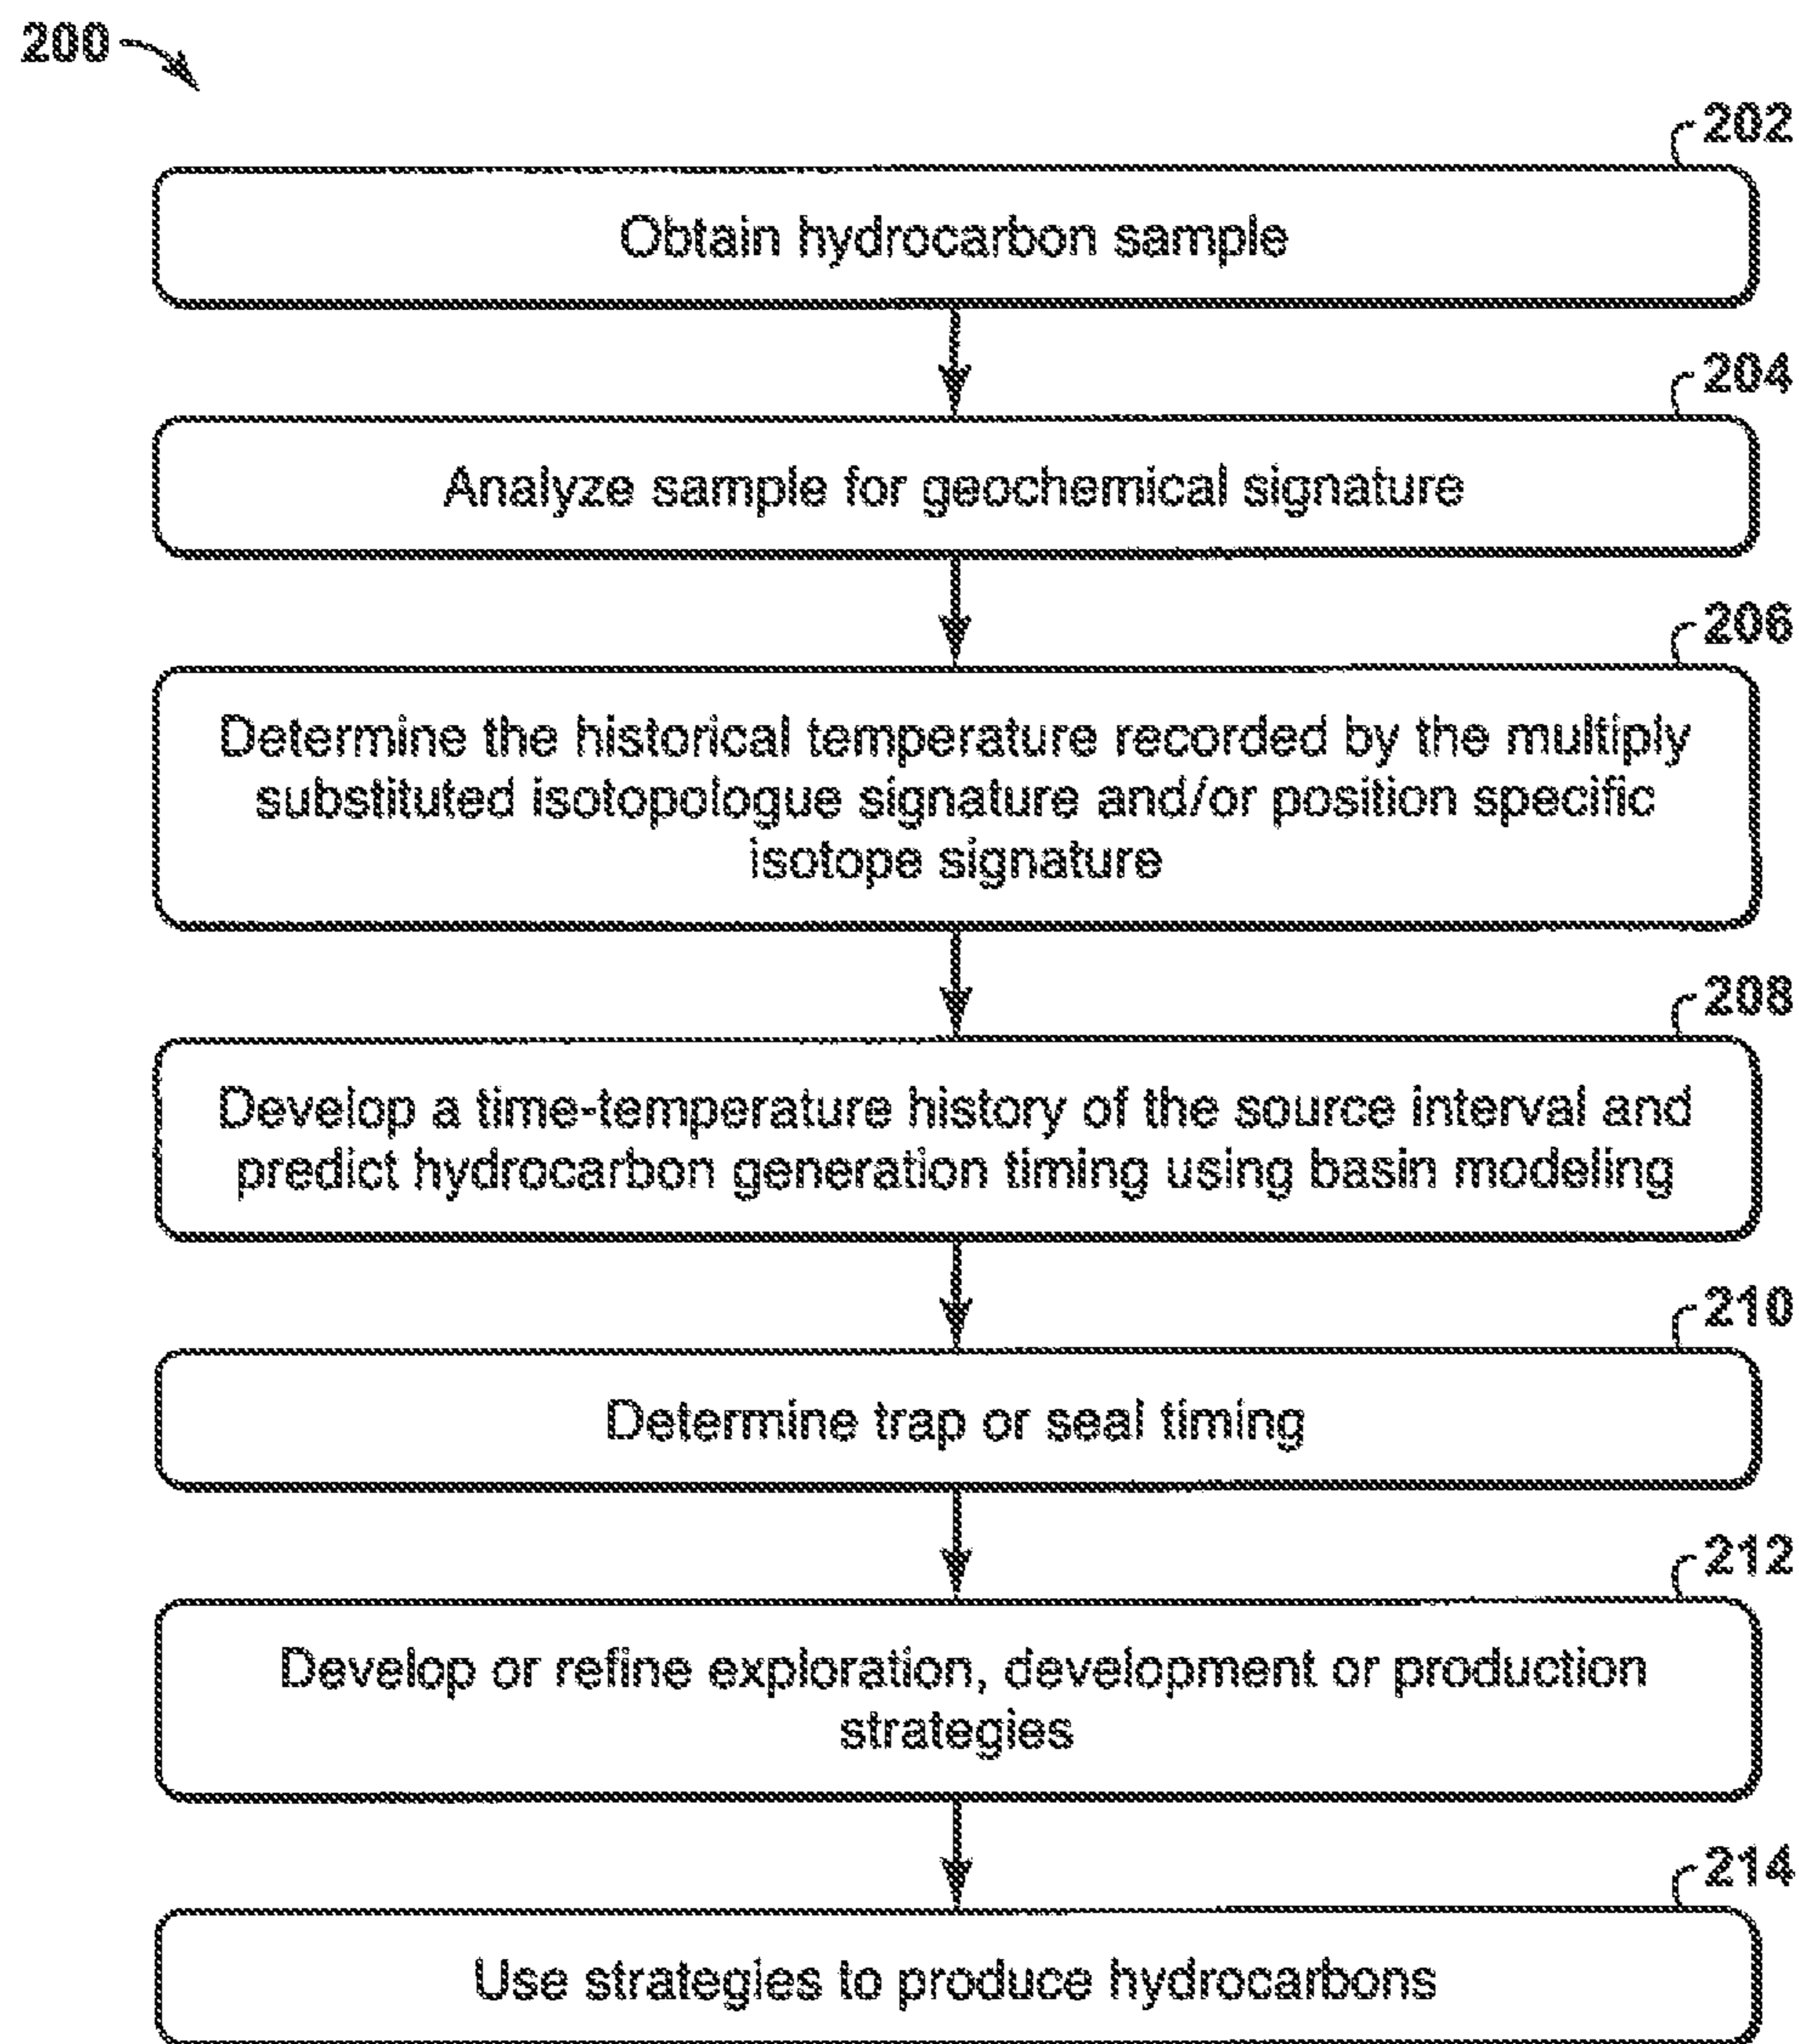 200
202
Obtain hydrocarbon sample
204
Analyze sample for geochemical signature
206
Determine the historical temperature recorded by the multiply
substituted isotopologue signature and/or position specific
isotope signature
208
Develop a time-temperature history of the source interval and
predict hydrocarbon generation timing using basin modeling
210
Determine trap or seal timing
212
Develop or refine exploration, development or production
strategies
214
Use strategies to produce hydrocarbons